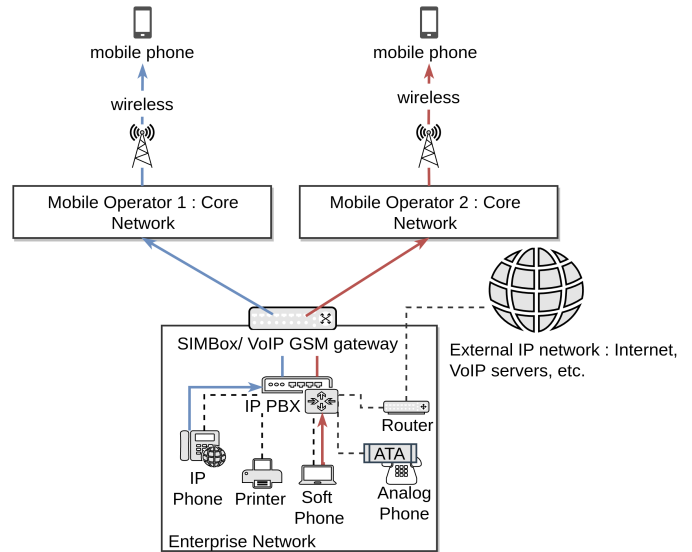 mobile phone
mobile phone
wireless
wireless
Mobile Operator 1 : Core
Network
Mobile Operator 2 : Core
Network
SIMBox/ VoIP GSM gateway
External IP network : Internet,
VoIP servers, etc.
IP PBX
Router
ATA
IP
Phone
Printer
Soft
Phone
Analog
Phone
Enterprise Network